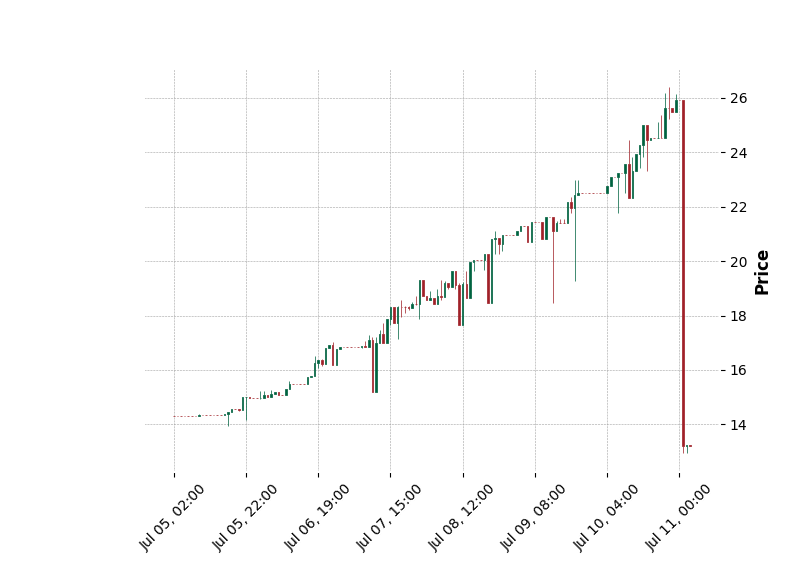 26
24
22
20
18
16
14
Price
Jul 05, 02:00
Jul 05, 22:00
Jul 06, 19:00
Jul 07, 15:00
Jul 08, 12:00
Jul 09, 08:00
Jul 10, 04:00
Jul 11, 00:00